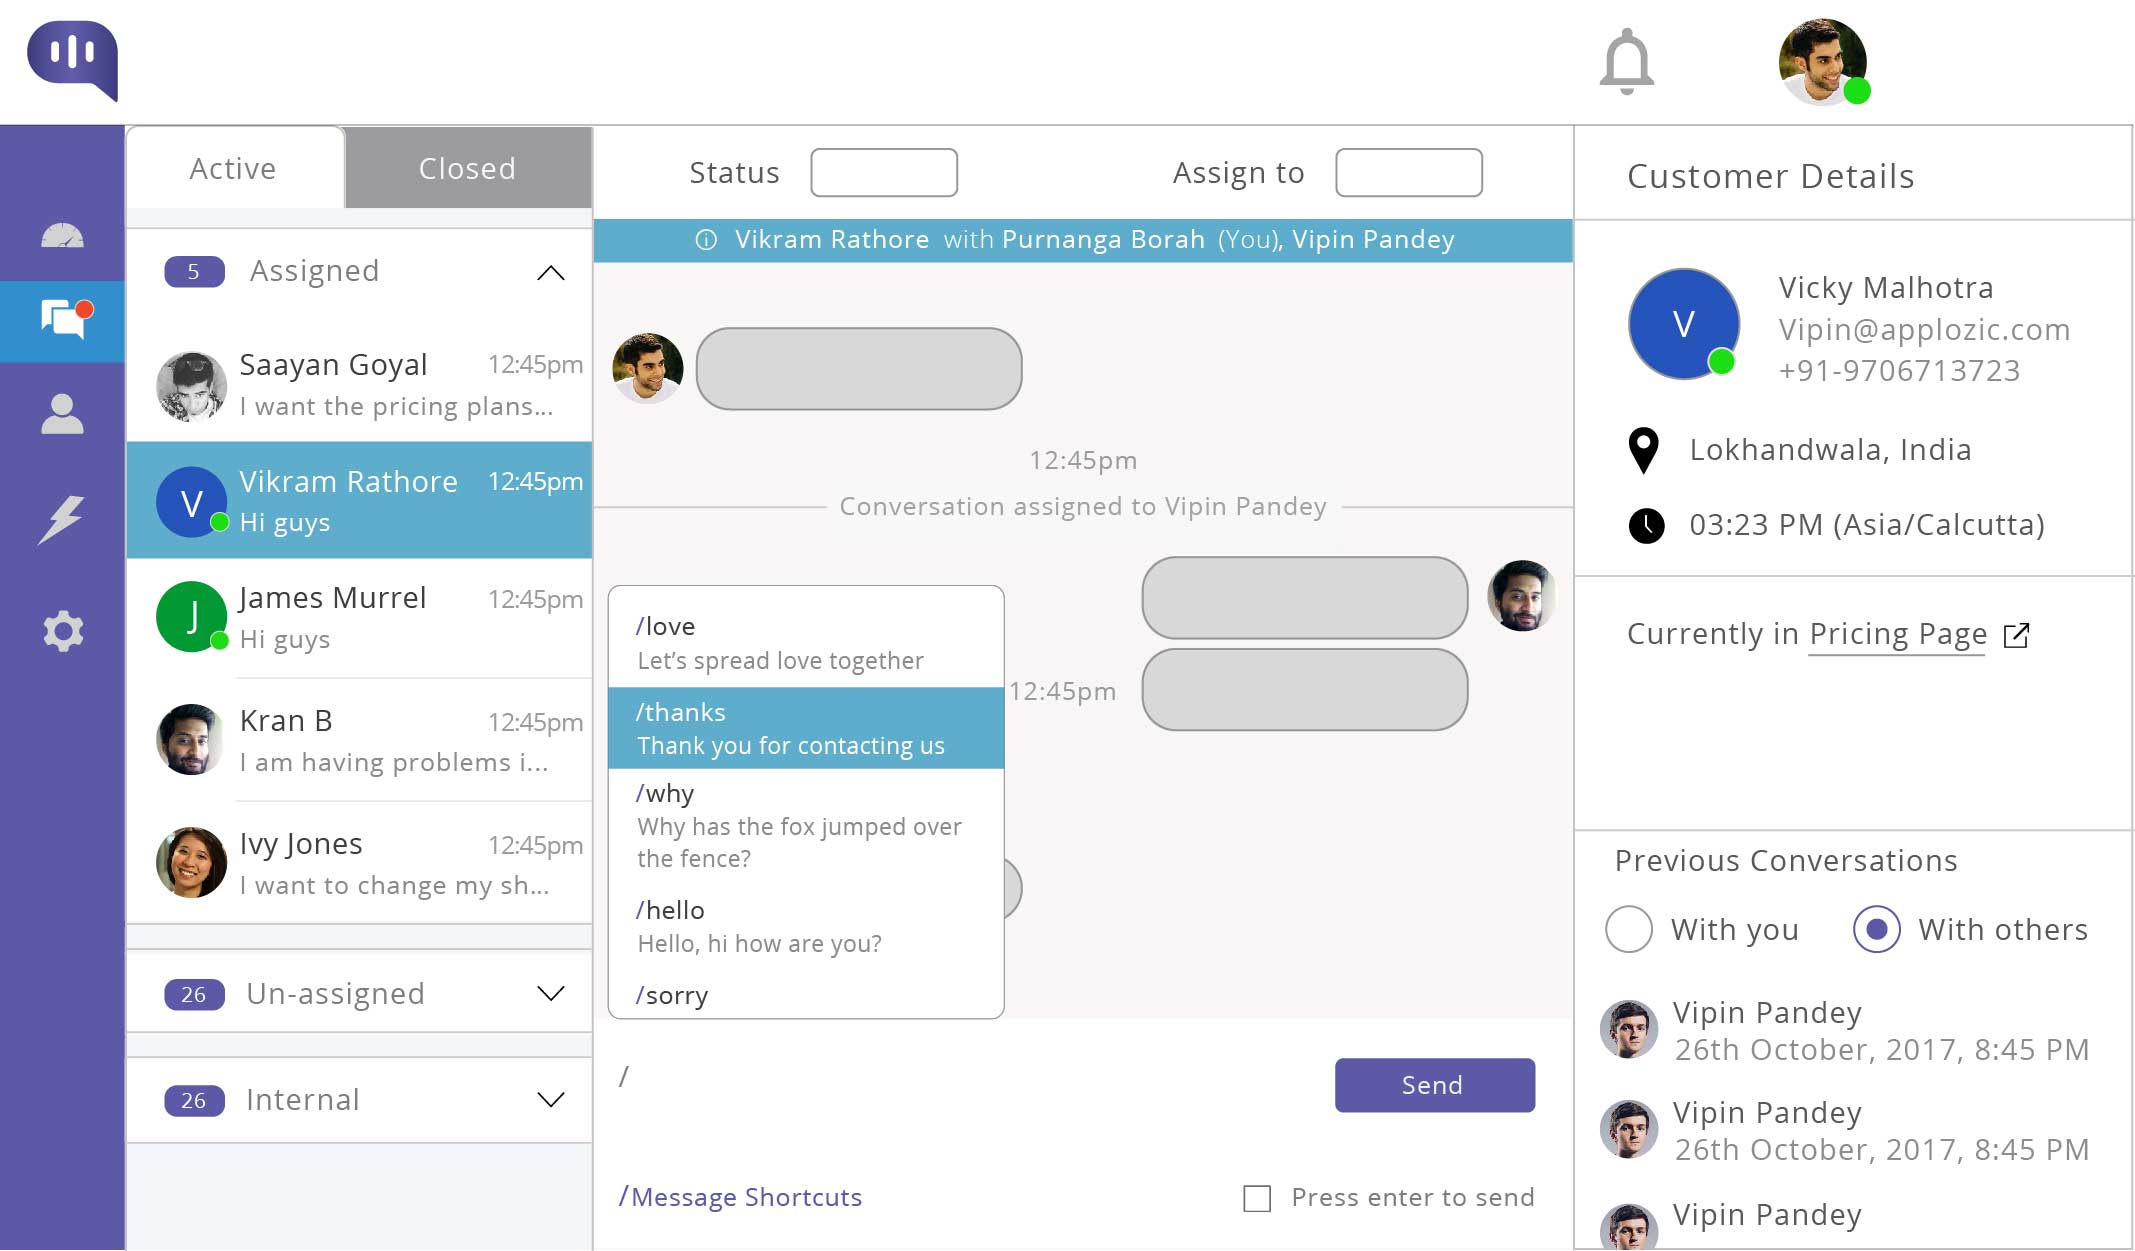 Active
Closed
5
Assigned
Saayan Goyal
12:45pm
I want the pricing plans...
V
Vikram Rathore
12:45pm
Hi guys
J
James Murrel
12:45pm
Hi guys
Kran B
12:45pm
I am having problems i...
Ivy Jones
12:45pm
I want to change my sh...
26
Un-assigned
26
Internal
Status
Assign to
Vikram Rathore with Purnanga Borah (You), Vipin Pandey
12:45pm
Conversation assigned to Vipin Pandey
12:45pm
/love
Let’s spread love together
/thanks
Thank you for contacting us
/why
Why has the fox jumped over
the fence?
/hello
Hello, hi how are you?
/sorry
/
Send
/Message Shortcuts
Press enter to send
Customer Details
V
Vicky Malhotra
Vipin@applozic.com
+91-9706713723
Lokhandwala, India
03:23 PM (Asia/Calcutta)
Currently in Pricing Page
Previous Conversations
With you
With others
Vipin Pandey
26th October, 2017, 8:45 PM
Vipin Pandey
26th October, 2017, 8:45 PM
Vipin Pandey